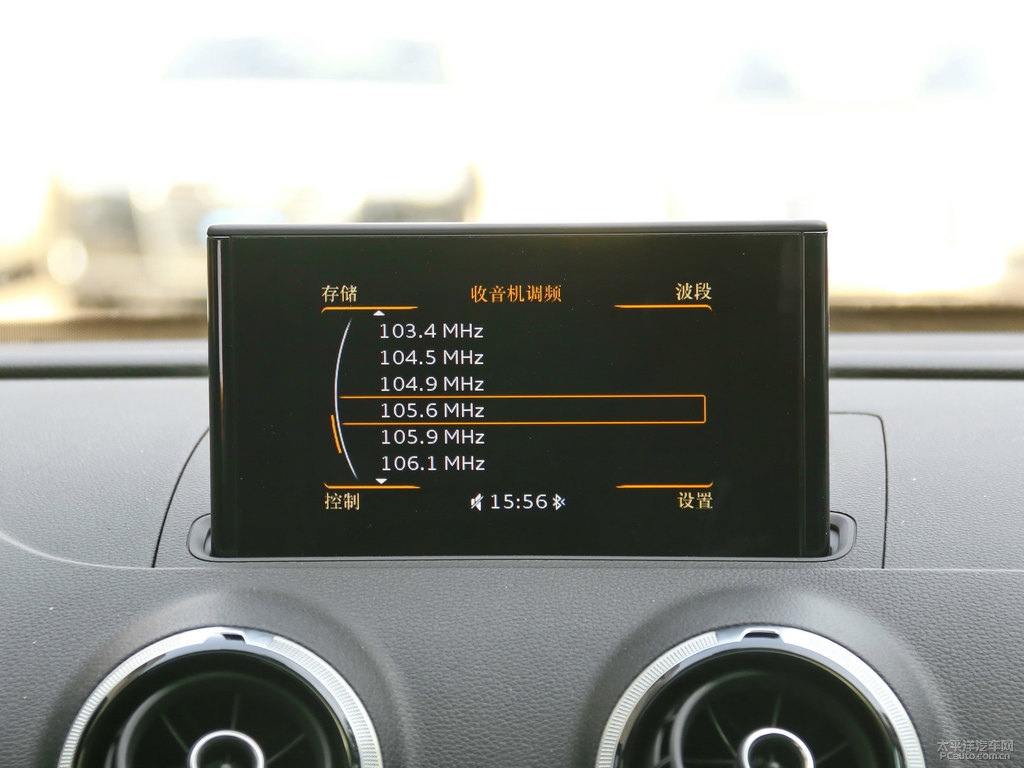 存储 收音机调频 波段
103.4 MHz
104.5 MHz
104.9 MHz
105.6 MHz
105.9 MHz
106.1 MHz
控制 15:56 设置
太平洋汽车网
PCauto.com.cn